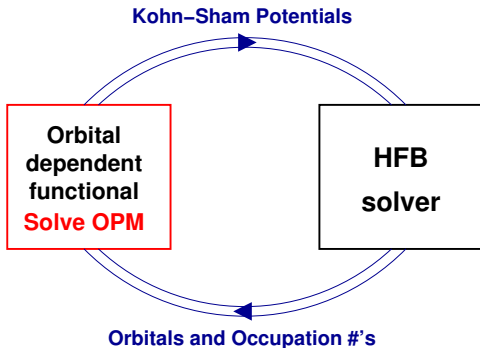 Kohn−Sham Potentials
Orbital
dependent
functional
Solve OPM
HFB
solver
Orbitals and Occupation #'s